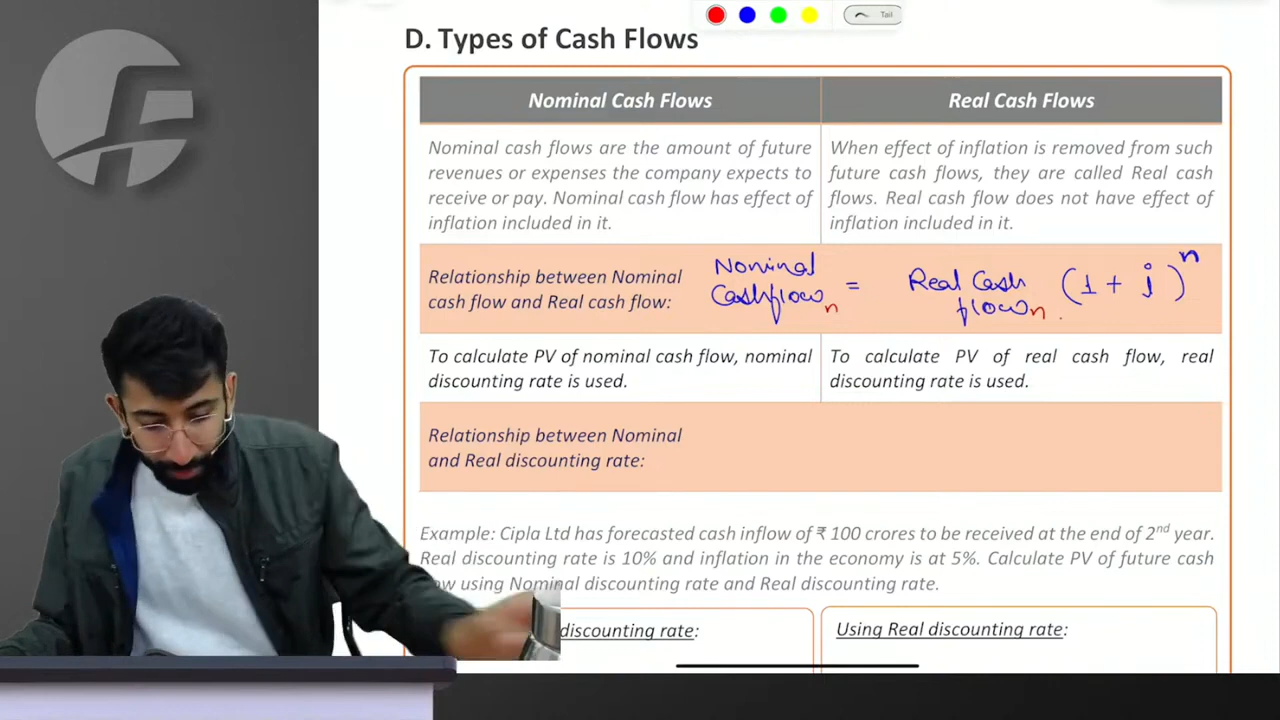 Tail
D. Types of Cash Flows
Nominal Cash Flows
Real Cash Flows
Nominal cash flows are the amount of future
revenues or expenses the company expects to
receive or pay. Nominal cash flow has effect of
inflation included in it.
When effect of inflation is removed from such
future cash flows, they are called Real cash
flows. Real cash flow does not have effect of
inflation included in it.
Relationship between Nominal
cash flow and Real cash flow:
Nominal
Cashflow n = Real Cash flow n (1 + j)^n
To calculate PV of nominal cash flow, nominal
discounting rate is used.
To calculate PV of real cash flow, real
discounting rate is used.
Relationship between Nominal
and Real discounting rate:
Example: Cipla Ltd has forecasted cash inflow of ₹ 100 crores to be received at the end of 2nd year.
Real discounting rate is 10% and inflation in the economy is at 5%. Calculate PV of future cash
using Nominal discounting rate and Real discounting rate.
discounting rate:
Using Real discounting rate: